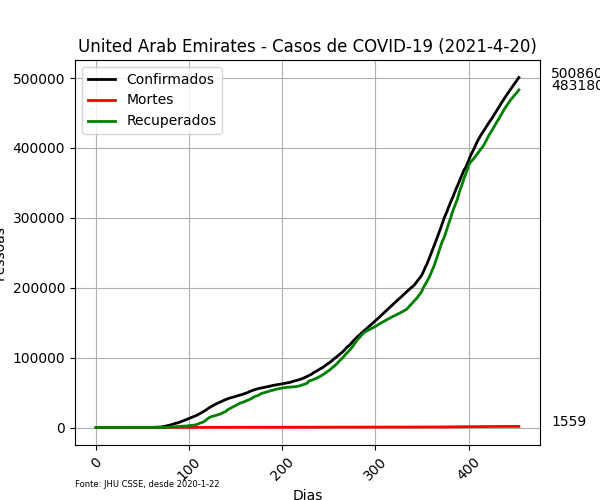 United Arab Emirates - Casos de COVID-19 (2021-4-20)
Confirmados
Mortes
Recuperados
500860
483180
1559
500000
400000
300000
200000
100000
0
0 100 200 300 400
Dias
Fonte: JHU CSSE, desde 2020-1-22